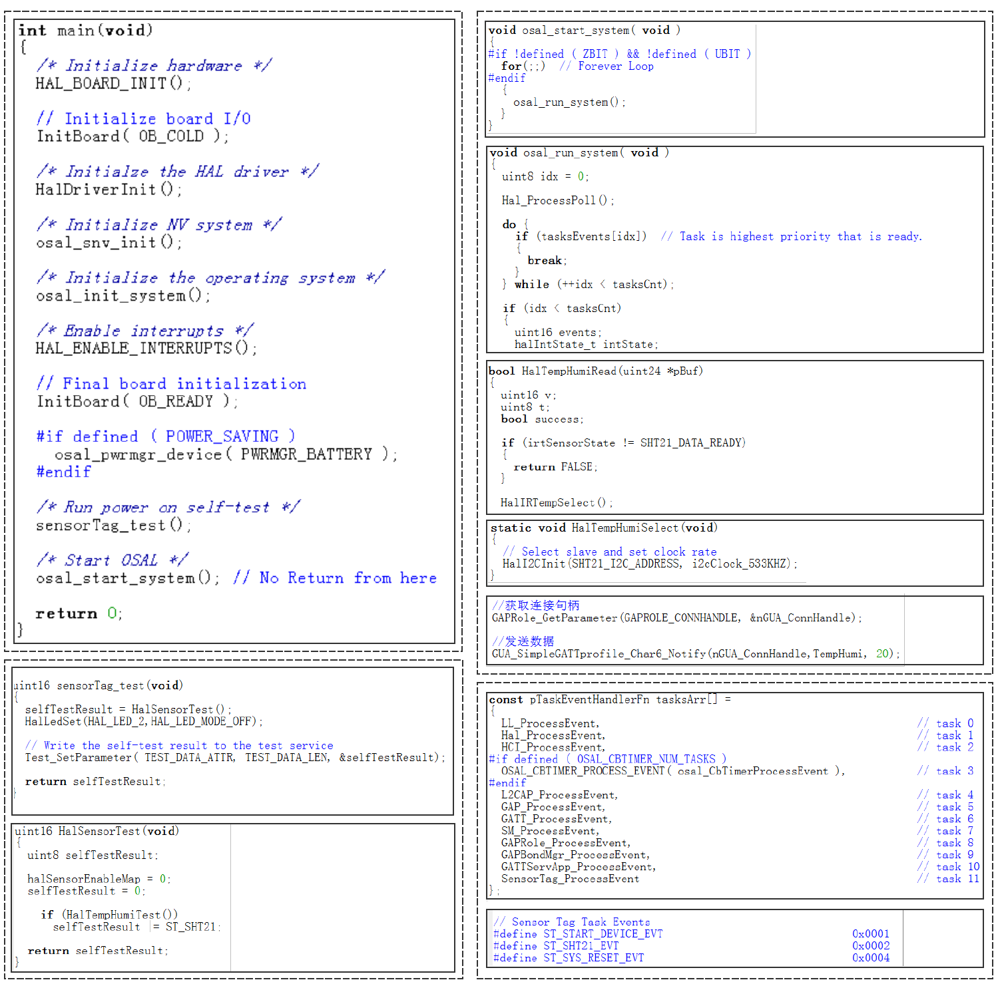 int main(void)
{
/* Initialize hardware */
HAL_BOARD_INIT();
// Initialize board I/O
InitBoard( OB_COLD );
/* Initialze the HAL driver */
HalDriverInit();
/* Initialize NV system */
osal_snv_init();
/* Initialize the operating system */
osal_init_system();
/* Enable interrupts */
HAL_ENABLE_INTERRUPTS();
// Final board initialization
InitBoard( OB_READY );
#if defined ( POWER_SAVING )
osal_pwrmgr_device( PWRMGR_BATTERY );
#endif
/* Run power on self-test */
sensorTag_test();
/* Start OSAL */
osal_start_system(); // No Return from here
return 0;
}
uint16 sensorTag_test(void)
{
selfTestResult = HalSensorTest();
HalLedSet(HAL_LED_2,HAL_LED_MODE_OFF);
// Write the self-test result to the test service
Test_SetParameter( TEST_DATA_ATTR, TEST_DATA_LEN, &selfTestResult);
return selfTestResult;
}
uint16 HalSensorTest(void)
{
uint8 selfTestResult;
halSensorEnableMap = 0;
selfTestResult = 0;
if (HalTempHumiTest())
selfTestResult |= ST_SHT21;
return selfTestResult;
}
void osal_start_system( void )
{
#if !defined ( ZBIT ) && !defined ( UBIT )
for(;;) // Forever Loop
#endif
{
osal_run_system();
}
}
void osal_run_system( void )
{
uint8 idx = 0;
Hal_ProcessPoll();
do {
if (tasksEvents[idx]) // Task is highest priority that is ready.
{
break;
}
} while (++idx < tasksCnt);
if (idx < tasksCnt)
{
uint16 events;
halIntState_t intState;
bool HalTempHumiRead(uint24 *pBuf)
{
uint16 v;
uint8 t;
bool success;
if (irtSensorState != SHT21_DATA_READY)
{
return FALSE;
}
HalIRTempSelect();
static void HalTempHumiSelect(void)
{
// Select slave and set clock rate
HalI2CInit(SHT21_I2C_ADDRESS, i2cClock_533KHZ);
}
//获取连接句柄
GAPRole_GetParameter(GAPROLE_CONNHANDLE, &nGUA_ConnHandle);
//发送数据
GUA_SimpleGATTprofile_Char6_Notify(nGUA_ConnHandle,TempHumi, 20);
const pTaskEventHandlerFn tasksArr[] =
{
LL_ProcessEvent, // task 0
Hal_ProcessEvent, // task 1
HCI_ProcessEvent, // task 2
#if defined ( OSAL_CBTIMER_NUM_TASKS )
OSAL_CBTIMER_PROCESS_EVENT( osal_CbTimerProcessEvent ), // task 3
#endif
L2CAP_ProcessEvent, // task 4
GAP_ProcessEvent, // task 5
GATT_ProcessEvent, // task 6
SM_ProcessEvent, // task 7
GAPRole_ProcessEvent, // task 8
GAPBondMgr_ProcessEvent, // task 9
GATTServApp_ProcessEvent, // task 10
SensorTag_ProcessEvent // task 11
};
// Sensor Tag Task Events
#define ST_START_DEVICE_EVT 0x0001
#define ST_SHT21_EVT 0x0002
#define ST_SYS_RESET_EVT 0x0004